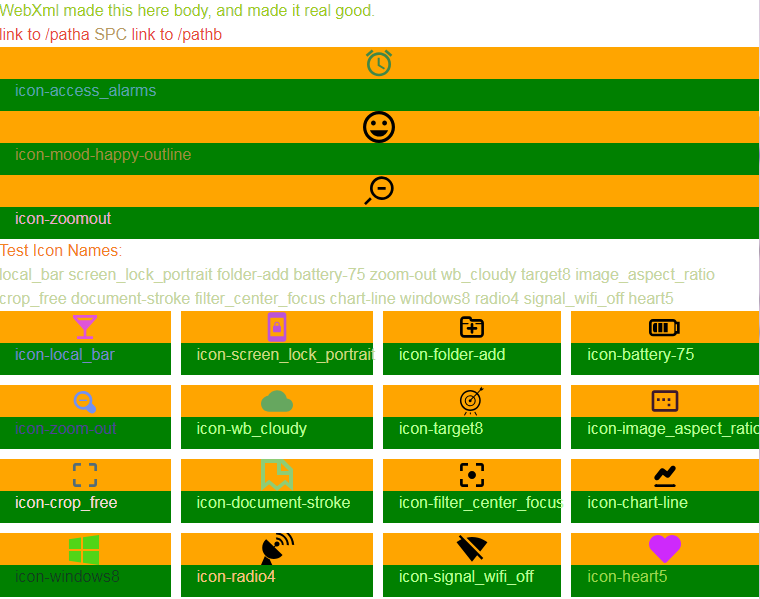 WebXml made this here body, and made it real good.
link to /patha SPC link to /pathb
icon-access_alarms
icon-mood-happy-outline
icon-zoomout
Test Icon Names:
local_bar screen_lock_portrait folder-add battery-75 zoom-out wb_cloudy target8 image_aspect_ratio
crop_free document-stroke filter_center_focus chart-line windows8 radio4 signal_wifi_off heart5
icon-local_bar icon-screen_lock_portrait icon-folder-add icon-battery-75
icon-zoom-out icon-wb_cloudy icon-target8 icon-image_aspect_ratio
icon-crop_free icon-document-stroke icon-filter_center_focus icon-chart-line
icon-windows8 icon-radio4 icon-signal_wifi_off icon-heart5